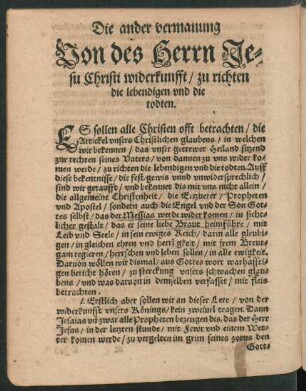 Die ander vermanung
Von des Herrn Je-
su Christi widerkunfft / zu richten
die lebendigen vnd die
todten.
ES sollen alle Christen offt betrachten / die
Artickel vnsers Christlichen glaubens / in welchen
wir bekennen / das vnser getrewer Heiland sitzend
zur rechten seines Vaters / von dannen zu vns wider ko-
men werde / zu richten die lebendigen vnd die todten. Auff
diese bekentnisse / die fest, gewis vnnd vnwidersprechlich /
sind wir getaufft / vnd bekennet die mit vns nicht allein /
die allgemeine Christenheit / die Ertzueter / Propheten
vnd Apostel / sondern auch die Engel vnd der Son Got-
tes selbst / das der Messias werde wider komen / in sicht-
licher gestalt / das er seine liebe Braut heimfüre / mit
Leib vnd Seele / in sein ewiges Reich / darin alle gleubi-
gen / in gleichen ehren vnd herligkeit / mit jrem Breut-
gam regieren / herrschen vnd leben sollen / in alle ewigkeit.
Daruon wöllen wir dismal aus Gottes wort warhaffti-
gen bericht hören / zu sterckung vnsers schwachen glau-
bens / vnd was daruon in demselben verfasset / mit fleis
betrachten.
1. Erstlich aber sollen wir an dieser Lere / von der
widerkunfft vnsers Königs / kein zweiuel tragen. Dann
Jesaias vnd zwar alle Propheten bezeugen dis, das der Herr
Jesus / in der letzten stunde / mit Fewr vnd einem Wet-
ter komen werde / zu vergelten im grim seines zorns den
Gott-